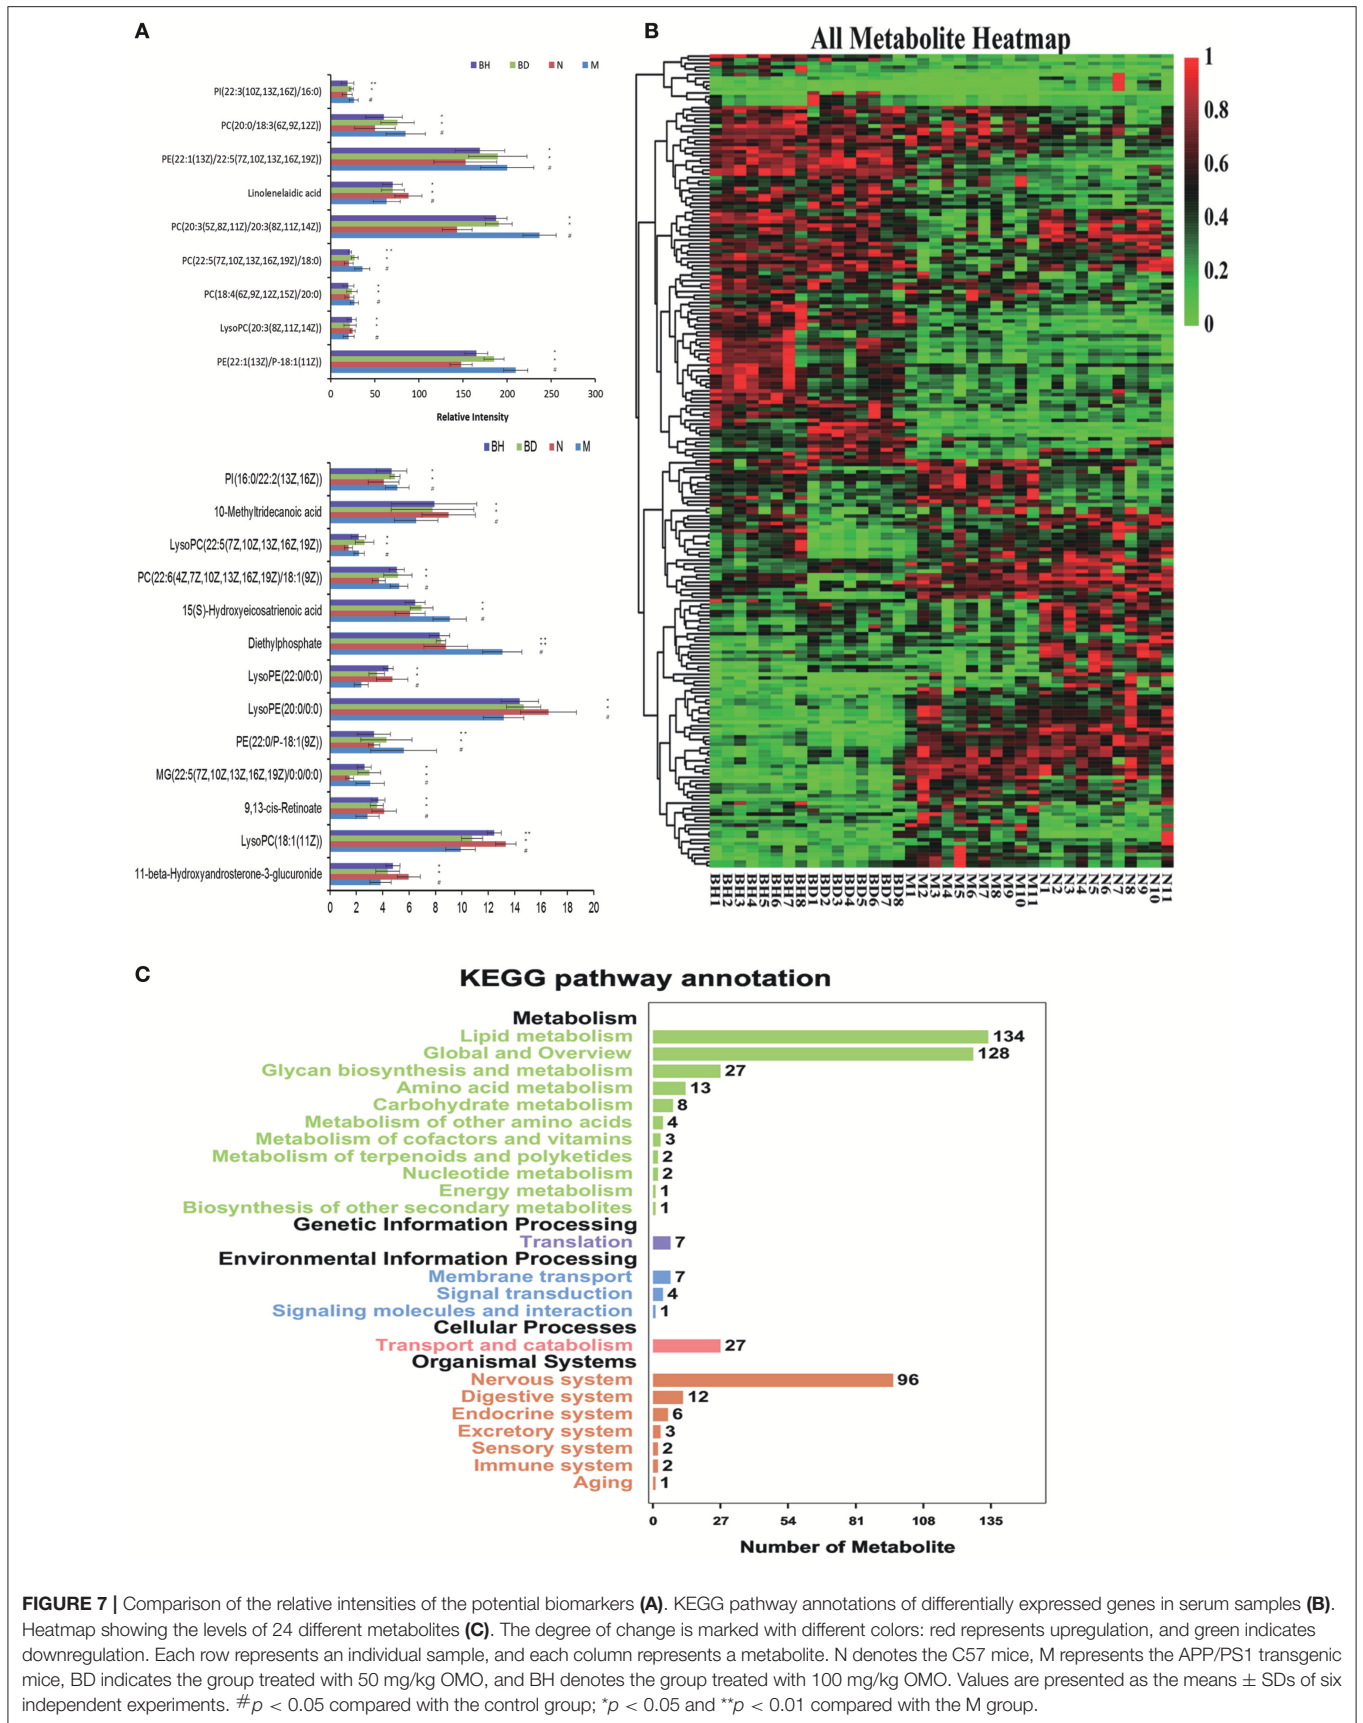 A
BH BD N M
PI(22:3(10Z,13Z,16Z)/16:0)
PC(20:0/18:3(6Z,9Z,12Z))
PE(22:1(13Z)/22:5(7Z,10Z,13Z,16Z,19Z))
Linolenelaidic acid
PC(20:3(5Z,8Z,11Z)/20:3(8Z,11Z,14Z))
PC(22:5(7Z,10Z,13Z,16Z,19Z)/18:0)
PC(18:4(6Z,9Z,12Z,15Z)/20:0)
LysoPC(20:3(8Z,11Z,14Z))
PE(22:1(13Z)/P-18:1(11Z))
0 50 100 150 200 250 300
Relative Intensity
BH BD N M
PI(16:0/22:2(13Z,16Z))
10-Methyltridecanoic acid
LysoPC(22:5(7Z,10Z,13Z,16Z,19Z))
PC(22:6(4Z,7Z,10Z,13Z,16Z,19Z)/18:1(9Z))
15(S)-Hydroxyeicosatrienoic acid
Diethylphosphate
LysoPE(22:0/0:0)
LysoPE(20:0/0:0)
PE(22:0/P-18:1(9Z))
MG(22:5(7Z,10Z,13Z,16Z,19Z)/0:0/0:0)
9,13-cis-Retinoate
LysoPC(18:1(11Z))
11-beta-Hydroxyandrosterone-3-glucuronide
0 2 4 6 8 10 12 14 16 18 20
B
All Metabolite Heatmap
1
0.8
0.6
0.4
0.2
0
BH1 BH2 BH3 BH4 BH5 BH6 BH7 BH8 BD1 BD2 BD3 BD4 BD5 BD6 BD7 BD8 M1 M2 M3 M4 M5 M6 M7 M8 M9 M10 M11 N1 N2 N3 N4 N5 N6 N7 N8 N9 N10 N11
C
KEGG pathway annotation
Metabolism
Lipid metabolism 134
Global and Overview 128
Glycan biosynthesis and metabolism 27
Amino acid metabolism 13
Carbohydrate metabolism 8
Metabolism of other amino acids 4
Metabolism of cofactors and vitamins 3
Metabolism of terpenoids and polyketides 2
Nucleotide metabolism 2
Energy metabolism 1
Biosynthesis of other secondary metabolites 1
Genetic Information Processing
Translation 7
Environmental Information Processing
Membrane transport 7
Signal transduction 4
Signaling molecules and interaction 1
Cellular Processes
Transport and catabolism 27
Organismal Systems
Nervous system 96
Digestive system 12
Endocrine system 6
Excretory system 3
Sensory system 2
Immune system 2
Aging 1
0 27 54 81 108 135
Number of Metabolite
FIGURE 7 | Comparison of the relative intensities of the potential biomarkers (A). KEGG pathway annotations of differentially expressed genes in serum samples (B).
Heatmap showing the levels of 24 different metabolites (C). The degree of change is marked with different colors: red represents upregulation, and green indicates
downregulation. Each row represents an individual sample, and each column represents a metabolite. N denotes the C57 mice, M represents the APP/PS1 transgenic
mice, BD indicates the group treated with 50 mg/kg OMO, and BH denotes the group treated with 100 mg/kg OMO. Values are presented as the means ± SDs of six
independent experiments. #p < 0.05 compared with the control group; *p < 0.05 and **p < 0.01 compared with the M group.